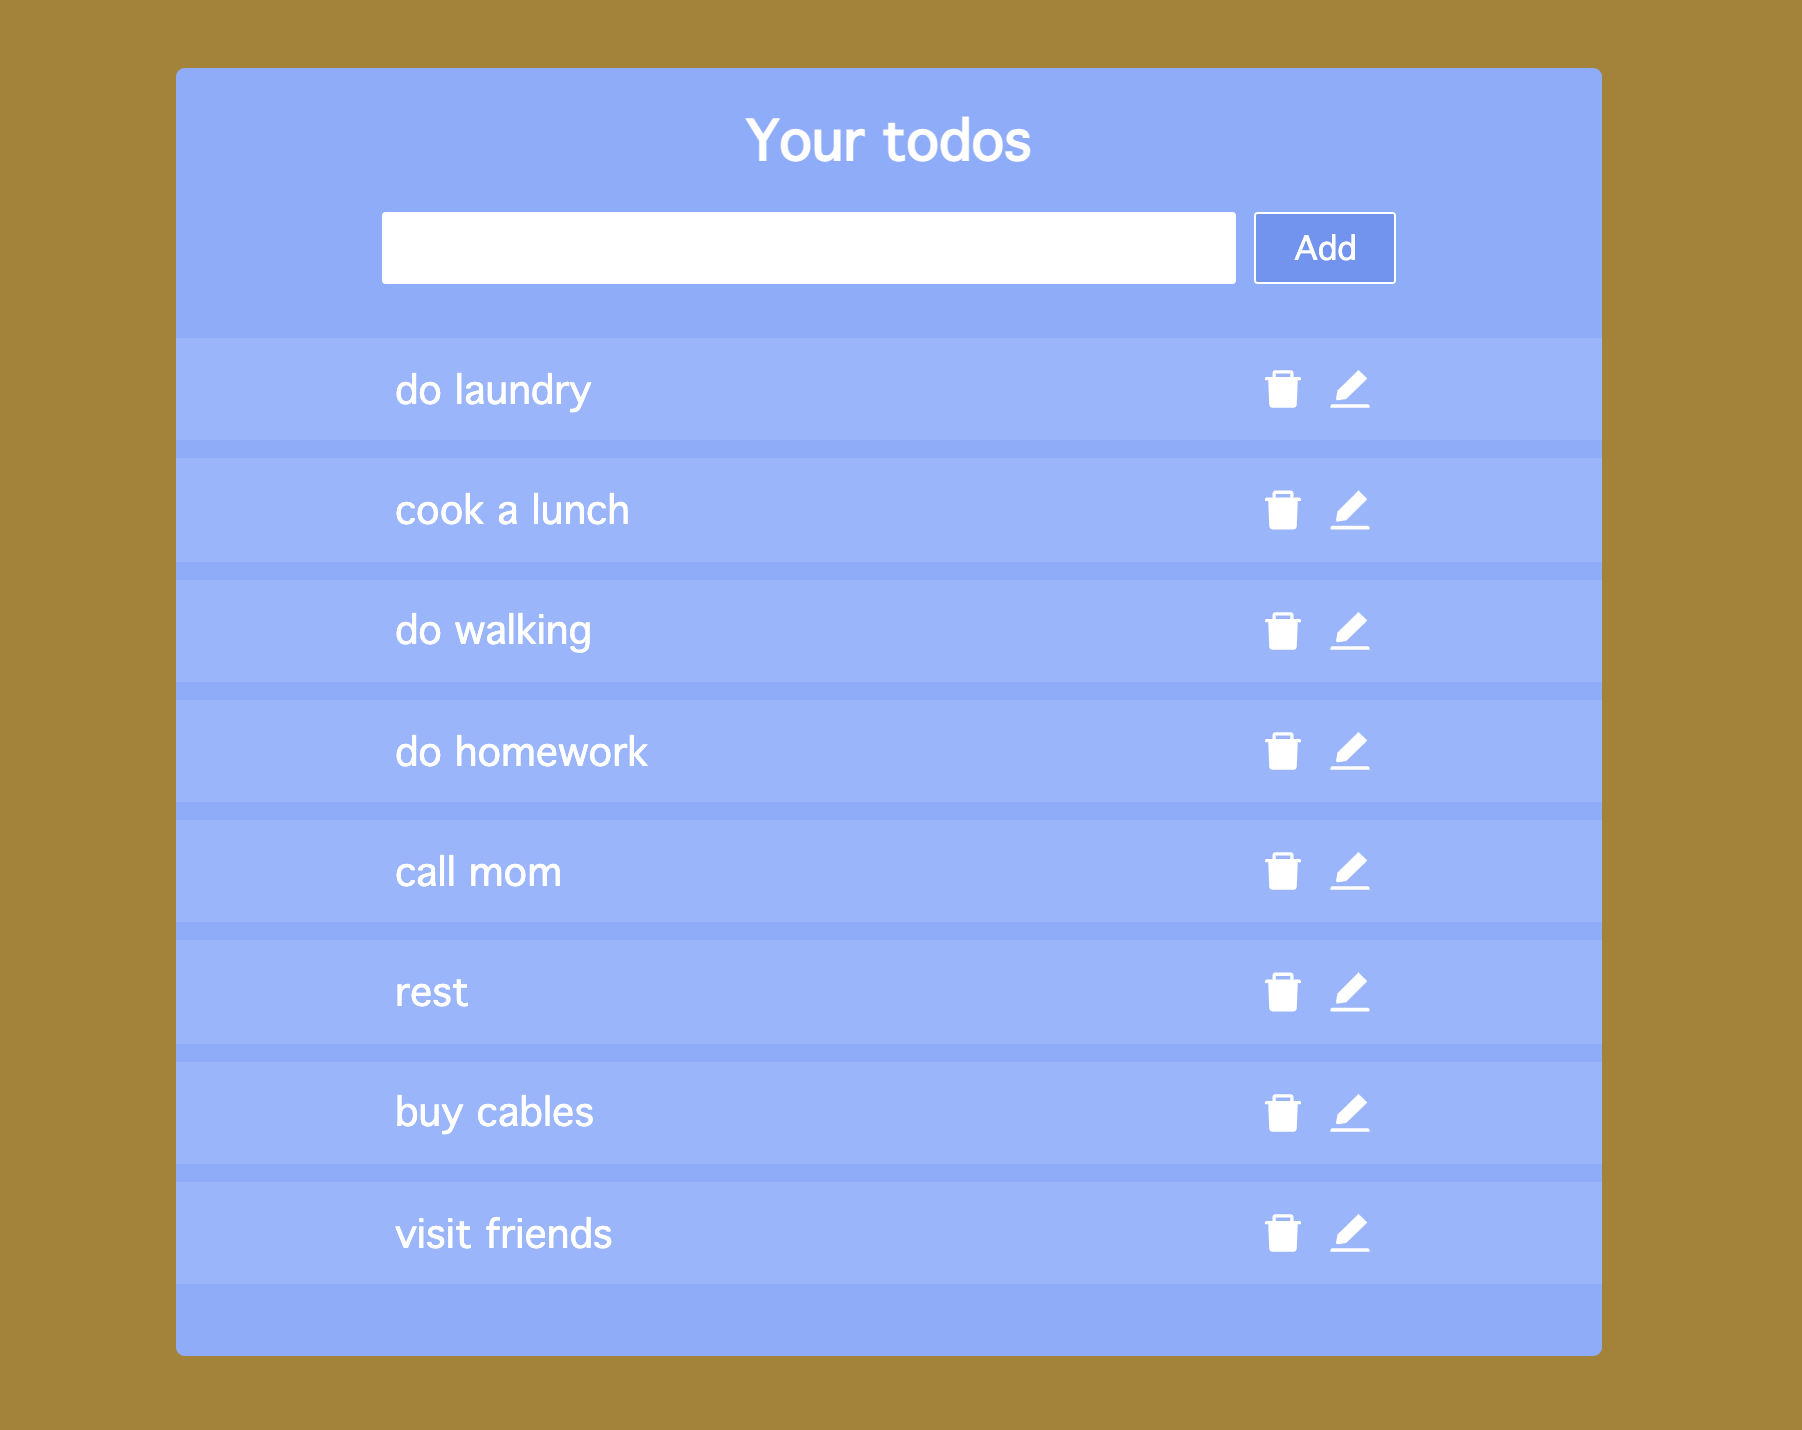 Your todos
Add
do laundry
cook a lunch
do walking
do homework
call mom
rest
buy cables
visit friends